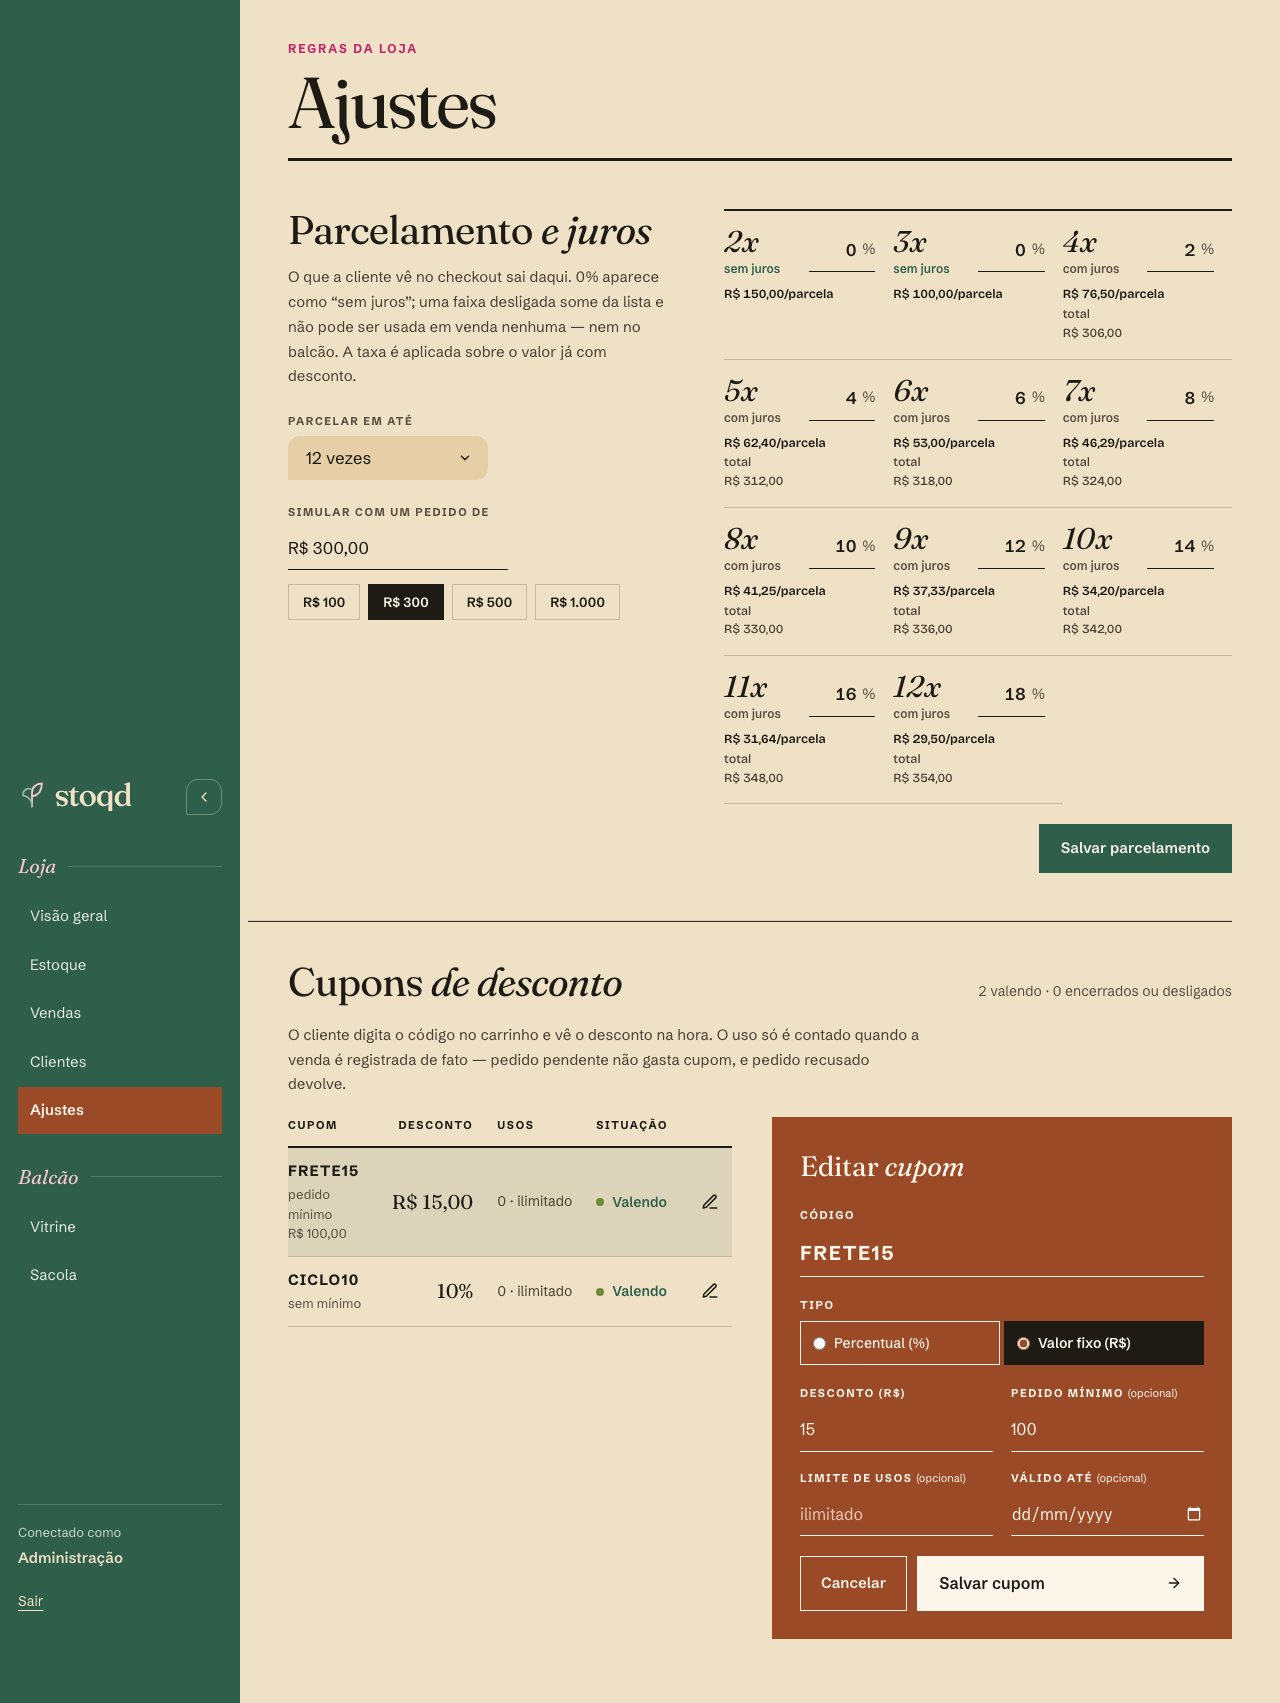 stoqd
Loja
Visão geral
Estoque
Vendas
Clientes
Ajustes
Balcão
Vitrine
Sacola
Conectado como
Administração
Sair
REGRAS DA LOJA
Ajustes
Parcelamento e juros
O que a cliente vê no checkout sai daqui. 0% aparece
como “sem juros”; uma faixa desligada some da lista e
não pode ser usada em venda nenhuma — nem no
balcão. A taxa é aplicada sobre o valor já com
desconto.
PARCELAR EM ATÉ
12 vezes
SIMULAR COM UM PEDIDO DE
R$ 300,00
R$ 100 R$ 300 R$ 500 R$ 1.000
2x 0 % 3x 0 % 4x 2 %
sem juros sem juros com juros
R$ 150,00/parcela R$ 100,00/parcela R$ 76,50/parcela
total
R$ 306,00
5x 4 % 6x 6 % 7x 8 %
com juros com juros com juros
R$ 62,40/parcela R$ 53,00/parcela R$ 46,29/parcela
total total total
R$ 312,00 R$ 318,00 R$ 324,00
8x 10 % 9x 12 % 10x 14 %
com juros com juros com juros
R$ 41,25/parcela R$ 37,33/parcela R$ 34,20/parcela
total total total
R$ 330,00 R$ 336,00 R$ 342,00
11x 16 % 12x 18 %
com juros com juros
R$ 31,64/parcela R$ 29,50/parcela
total total
R$ 348,00 R$ 354,00
Salvar parcelamento
Cupons de desconto
2 valendo · 0 encerrados ou desligados
O cliente digita o código no carrinho e vê o desconto na hora. O uso só é contado quando a
venda é registrada de fato — pedido pendente não gasta cupom, e pedido recusado
devolve.
CUPOM DESCONTO USOS SITUAÇÃO
FRETE15
pedido
mínimo
R$ 100,00
R$ 15,00 0 · ilimitado Valendo
CICLO10
sem mínimo
10% 0 · ilimitado Valendo
Editar cupom
CÓDIGO
FRETE15
TIPO
Percentual (%) Valor fixo (R$)
DESCONTO (R$) PEDIDO MÍNIMO (opcional)
15 100
LIMITE DE USOS (opcional) VÁLIDO ATÉ (opcional)
ilimitado dd/mm/yyyy
Cancelar Salvar cupom